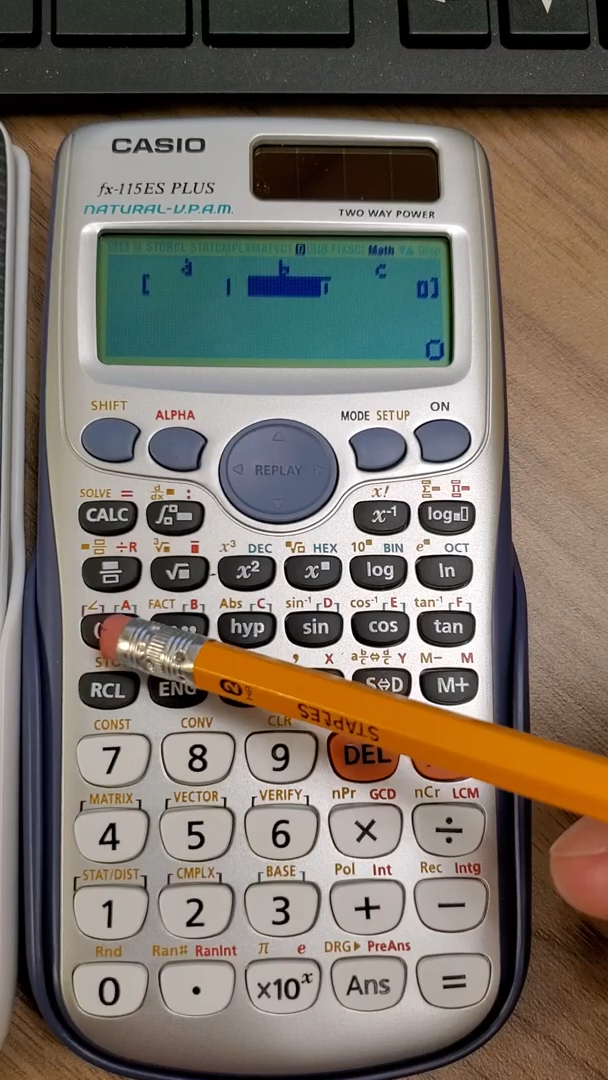 CASIO
fx-115ES PLUS
NATURAL-V.P.A.M.
TWO WAY POWER
Math
a b c
[ 1 0]
0
SHIFT
ALPHA
MODE SETUP
ON
REPLAY
SOLVE = d/dx :
x! Σ Π
CALC x⁻¹ log
÷R ³√ x³ DEC HEX 10 BIN e OCT
√ x² x log ln
∠ A FACT B Abs C sin⁻¹ D cos⁻¹ E tan⁻¹ F
hyp sin cos tan
, X a b/c⇔d/c Y M− M
RCL ENG S⇔D M+
STAPLES
2
CONST CONV CLR
7 8 9 DEL
MATRIX VECTOR VERIFY nPr GCD nCr LCM
4 5 6 × ÷
STAT/DIST CMPLX BASE Pol Int Rec Intg
1 2 3 + −
Rnd Ran# RanInt π e DRG▶ PreAns
0 . ×10ˣ Ans =